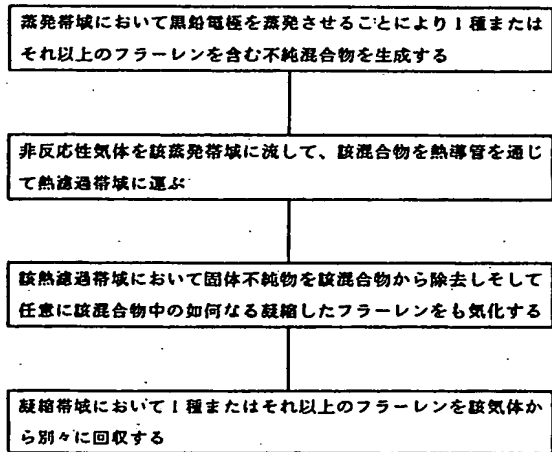 蒸発帯域において黒鉛電極を蒸発させることにより1種または
それ以上のフラーレンを含む不純混合物を生成する
非反応性気体を該蒸発帯域に流して、該混合物を熱導管を通じ
て熱濾過帯域に運ぶ
該熱濾過帯域において固体不純物を該混合物から除去しそして
任意に該混合物中の如何なる凝縮したフラーレンをも気化する
凝縮帯域において1種またはそれ以上のフラーレンを該気体か
ら別々に回収する